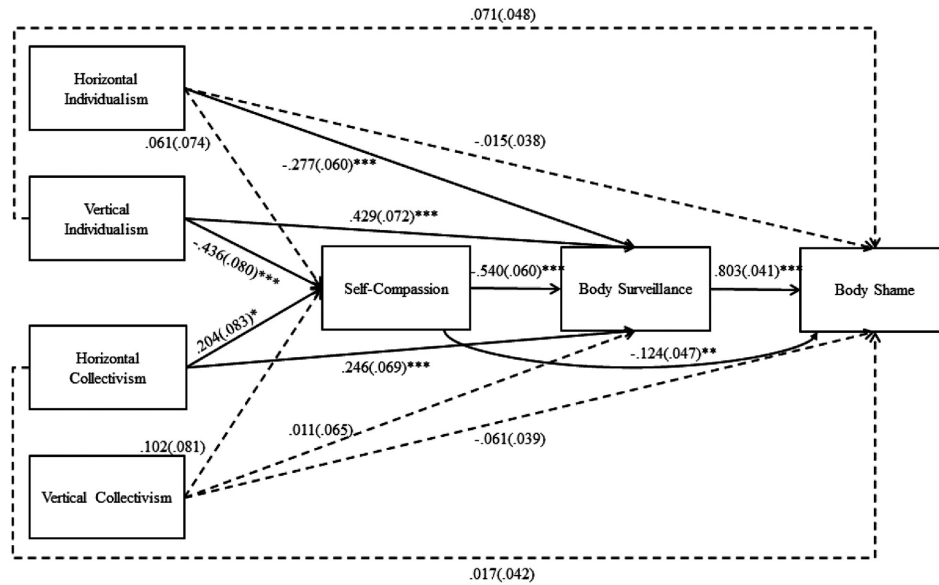 .071(.048)
Horizontal
Individualism
.061(.074)
-.015(.038)
-.277(.060)***
Vertical
Individualism
.429(.072)***
-.436(.080)***
Self-Compassion
-.540(.060)***
Body Surveillance
.803(.041)***
Body Shame
.204(.083)*
Horizontal
Collectivism
.246(.069)***
-.124(.047)**
.102(.081)
.011(.065)
-.061(.039)
Vertical Collectivism
.017(.042)